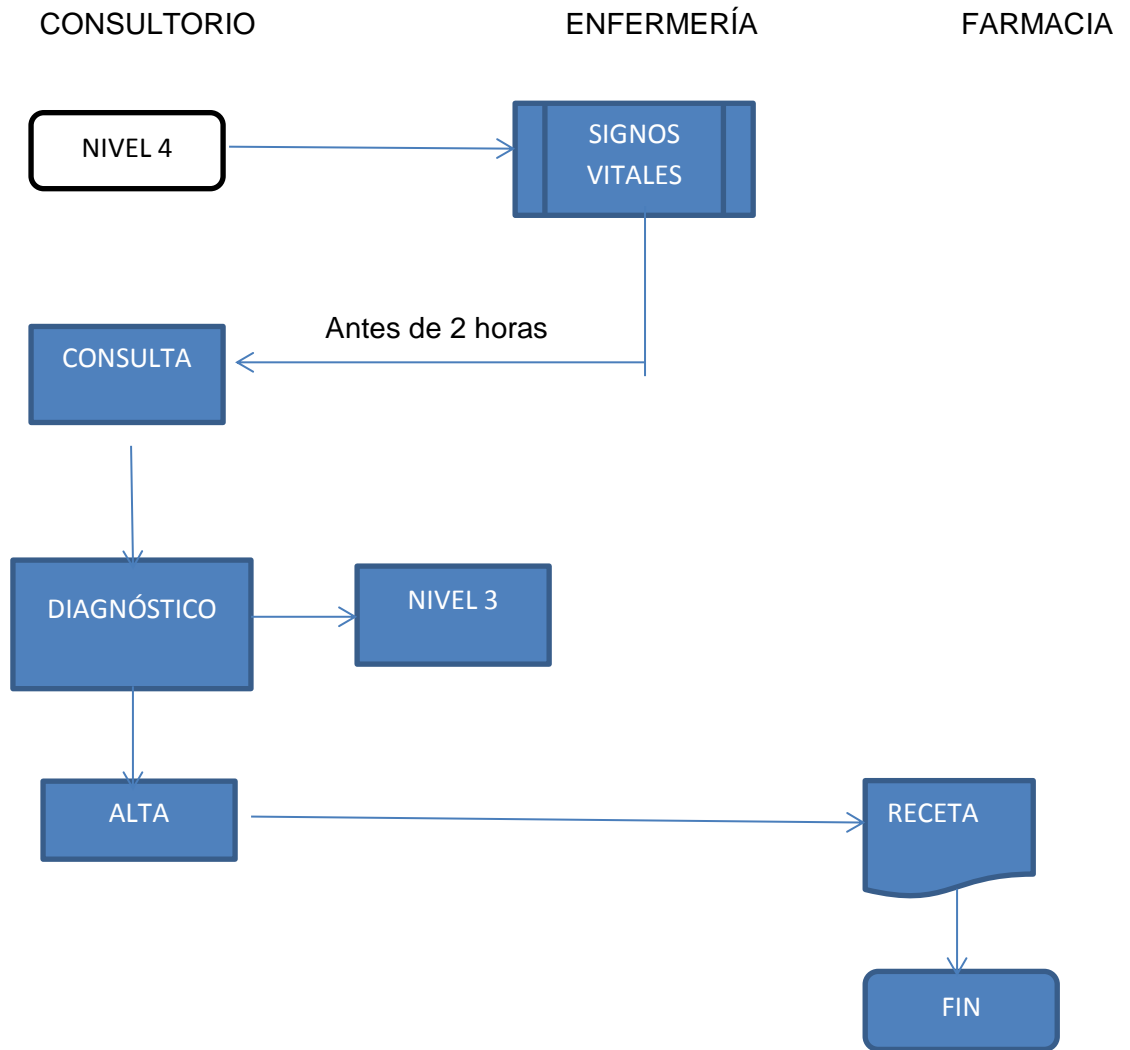 CONSULTORIO ENFERMERÍA FARMACIA
NIVEL 4
SIGNOS
VITALES
Antes de 2 horas
CONSULTA
DIAGNÓSTICO
NIVEL 3
ALTA
RECETA
FIN